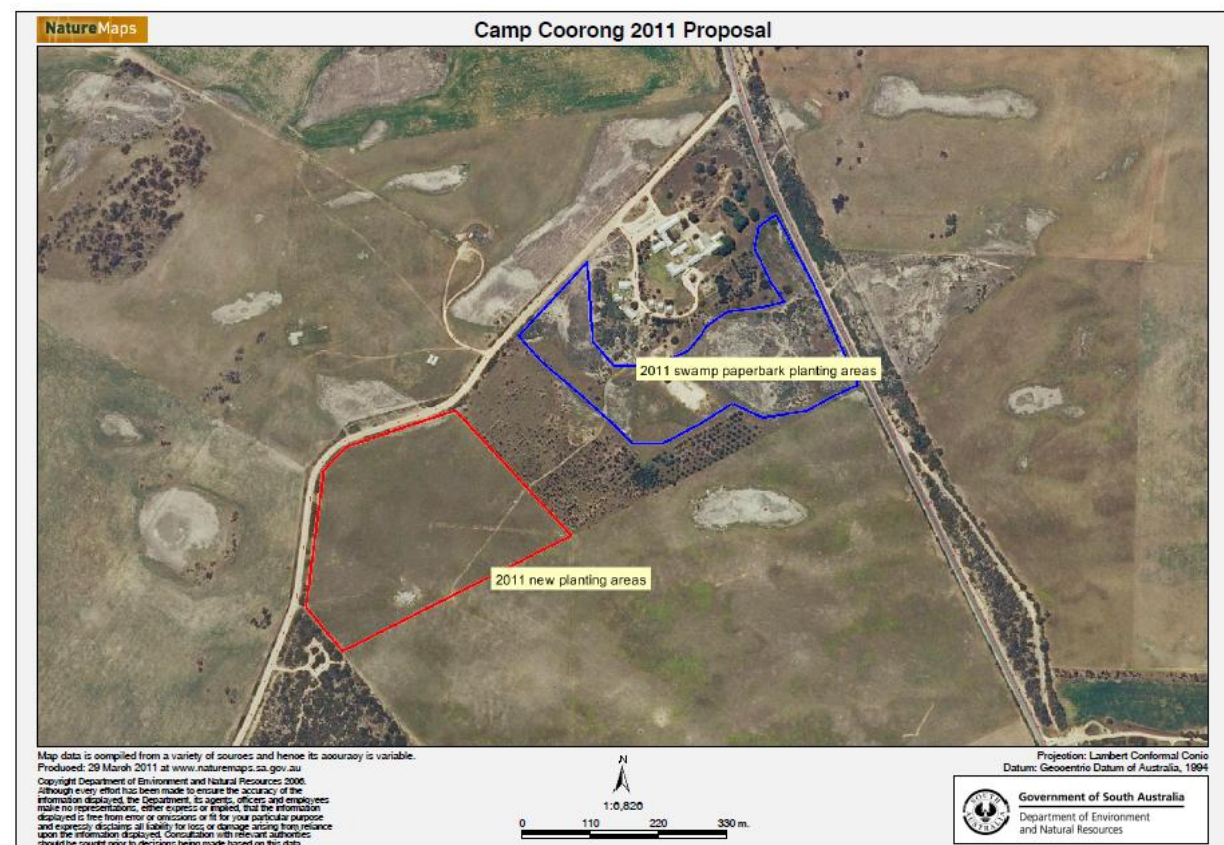 NatureMaps
Camp Coorong 2011 Proposal
2011 swamp paperbark planting areas
2011 new planting areas
Map data is compiled from a variety of sources and hence its accuracy is variable.
Produced: 29 March 2011 at www.naturemaps.sa.gov.au
Copyright Department of Environment and Natural Resources 2006.
Although every effort has been made to ensure the accuracy of the
information displayed, the Department, its agents, officers and employees
make no representations, either express or implied, that the information
displayed is free from error or omissions or fit for your particular purpose
and expressly disclaims all liability for loss or damage arising from reliance
upon the information displayed. Consultation with relevant authorities
should be sought prior to decisions being made based on this data.
N
1:6,820
0 110 220 330 m.
Projection: Lambert Conformal Conic
Datum: Geocentric Datum of Australia, 1994
SOUTH AUSTRALIA
Government of South Australia
Department of Environment
and Natural Resources